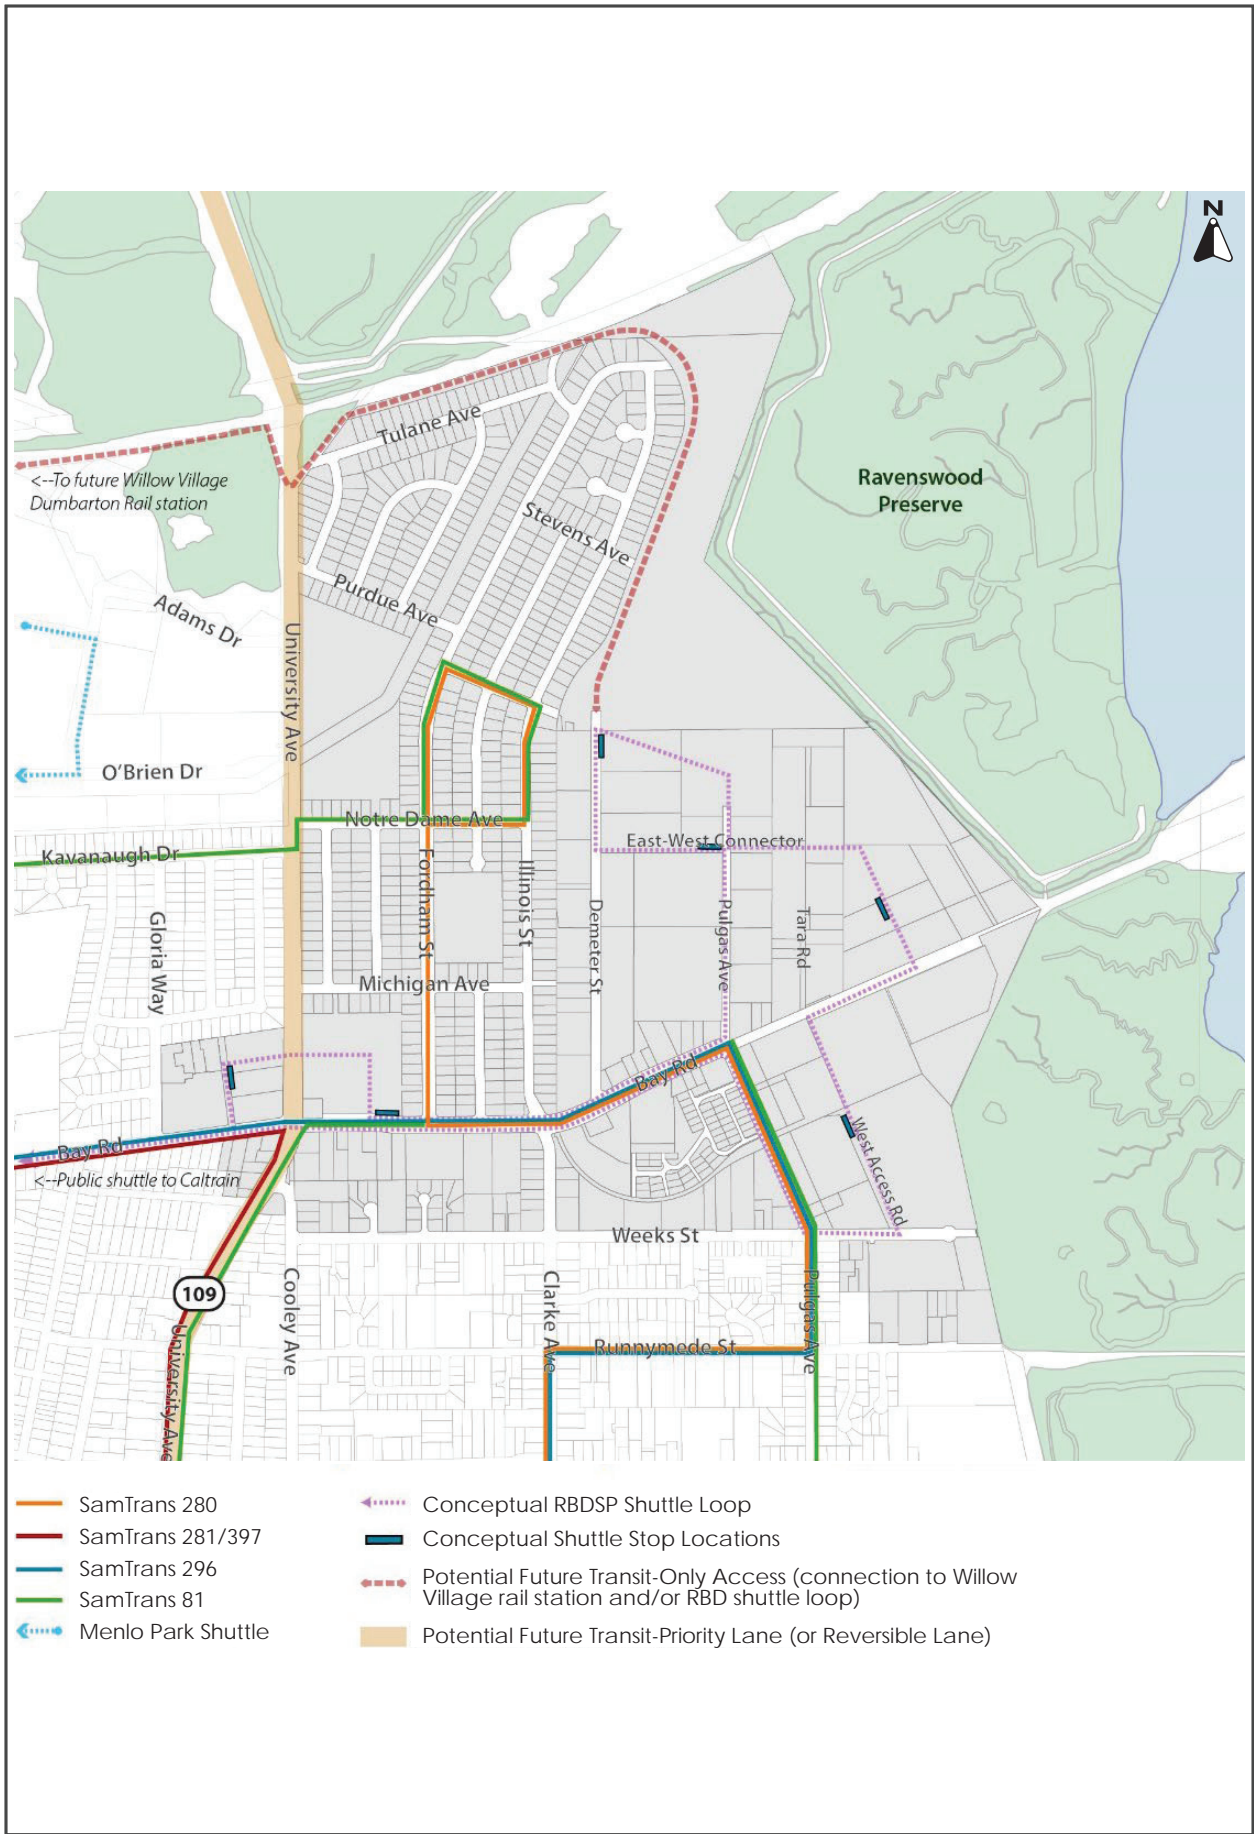 N
Tulane Ave
Ravenswood
Preserve
<--To future Willow Village
Dumbarton Rail station
Stevens Ave
Purdue Ave
Adams Dr
University Ave
O'Brien Dr
Notre Dame Ave
Kavanaugh Dr
East-West Connector
Fordham St
Illinois St
Gloria Way
Demeter St
Pulgas Ave
Tara Rd
Michigan Ave
Bay Rd
Bay Rd
West Access Rd
<--Public shuttle to Caltrain
Weeks St
109
Cooley Ave
Clarke Ave
Pulgas Ave
University Ave
Runnymede St
SamTrans 280
SamTrans 281/397
SamTrans 296
SamTrans 81
Menlo Park Shuttle
Conceptual RBDSP Shuttle Loop
Conceptual Shuttle Stop Locations
Potential Future Transit-Only Access (connection to Willow
Village rail station and/or RBD shuttle loop)
Potential Future Transit-Priority Lane (or Reversible Lane)